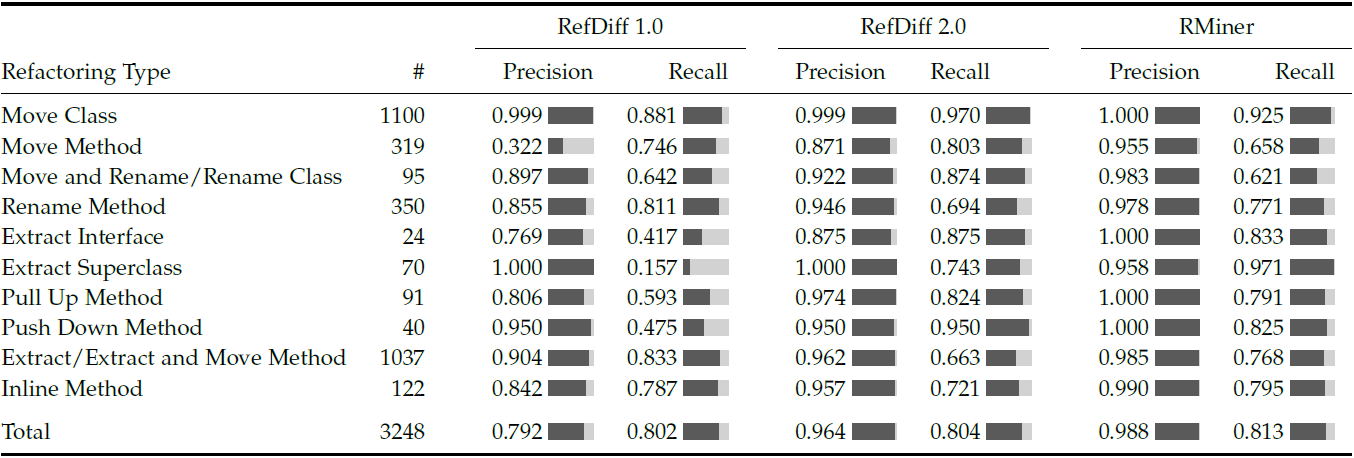 RefDiff 1.0 RefDiff 2.0 RMiner
Refactoring Type # Precision Recall Precision Recall Precision Recall
Move Class 1100 0.999 0.881 0.999 0.970 1.000 0.925
Move Method 319 0.322 0.746 0.871 0.803 0.955 0.658
Move and Rename/Rename Class 95 0.897 0.642 0.922 0.874 0.983 0.621
Rename Method 350 0.855 0.811 0.946 0.694 0.978 0.771
Extract Interface 24 0.769 0.417 0.875 0.875 1.000 0.833
Extract Superclass 70 1.000 0.157 1.000 0.743 0.958 0.971
Pull Up Method 91 0.806 0.593 0.974 0.824 1.000 0.791
Push Down Method 40 0.950 0.475 0.950 0.950 1.000 0.825
Extract/Extract and Move Method 1037 0.904 0.833 0.962 0.663 0.985 0.768
Inline Method 122 0.842 0.787 0.957 0.721 0.990 0.795
Total 3248 0.792 0.802 0.964 0.804 0.988 0.813